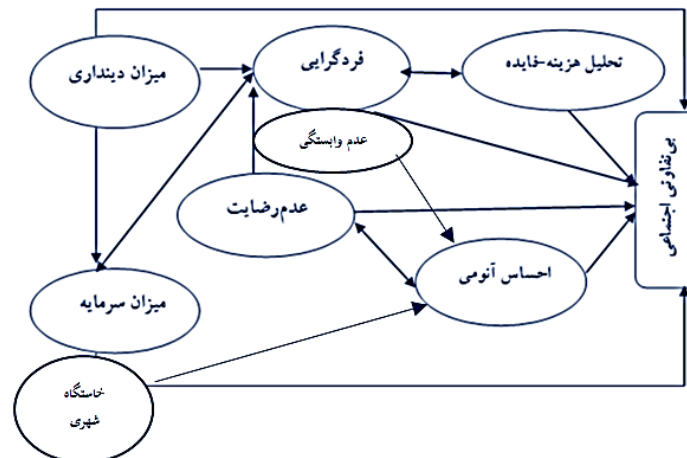 فردگرایی
تحلیل هزینه-فایده
میزان دینداری
عدم وابستگی
عدم‌رضایت
بی‌تفاوتی اجتماعی
احساس آنومی
میزان سرمایه
خاستگاه
شهری